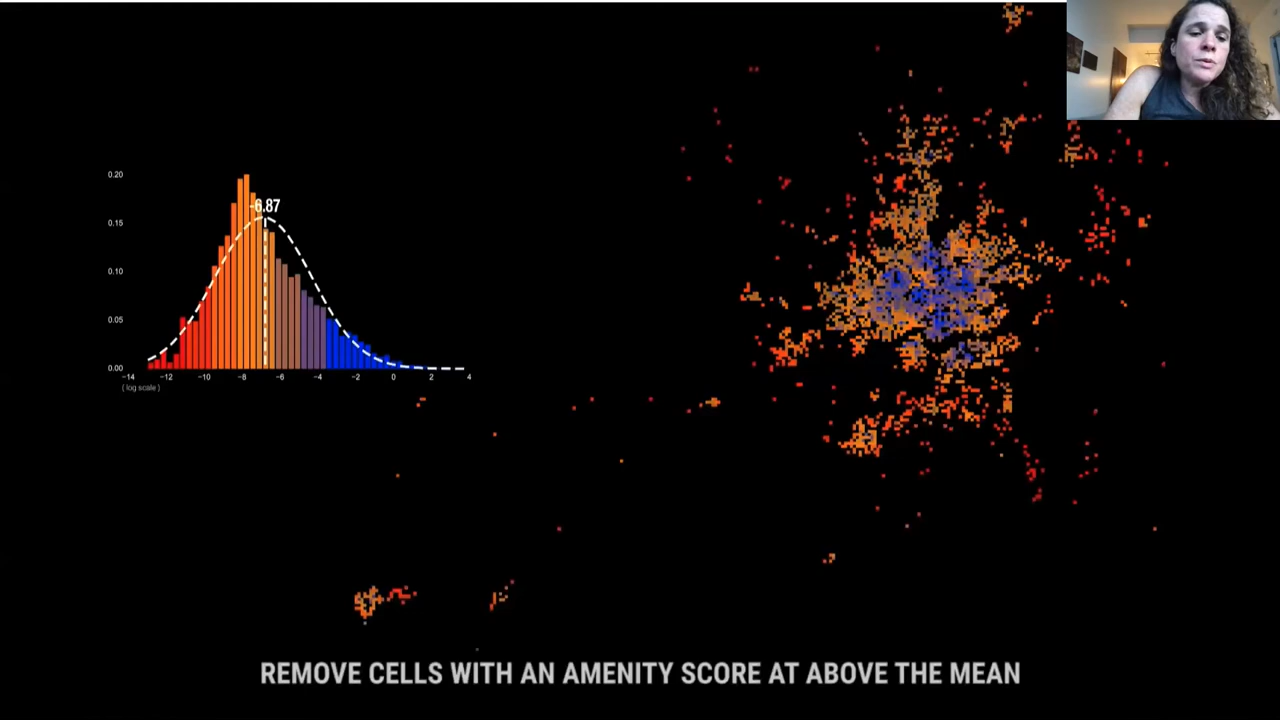 0.20
-6.87
0.15
0.10
0.05
0.00
−14 −12 −10 −8 −6 −4 −2 0 2 4
( log scale )
REMOVE CELLS WITH AN AMENITY SCORE AT ABOVE THE MEAN